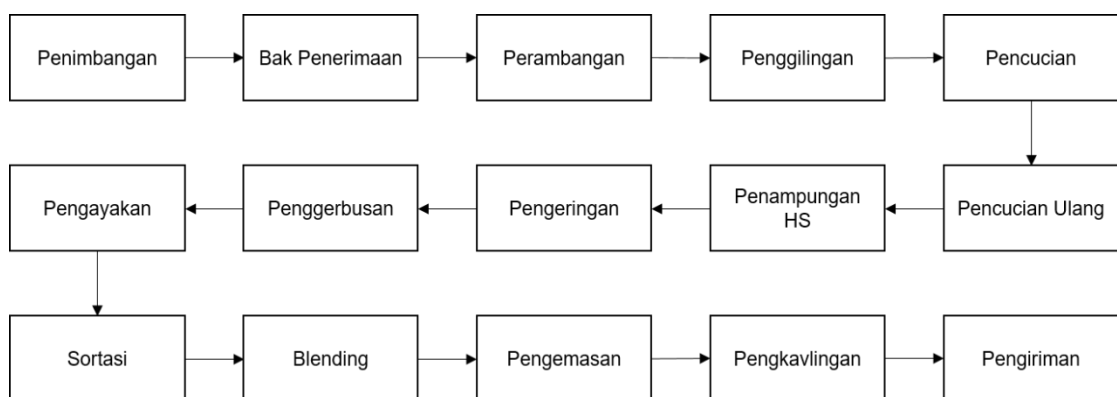 Penimbangan
Bak Penerimaan
Perambangan
Penggilingan
Pencucian
Pengayakan
Penggerbusan
Pengeringan
Penampungan
HS
Pencucian Ulang
Sortasi
Blending
Pengemasan
Pengkavlingan
Pengiriman